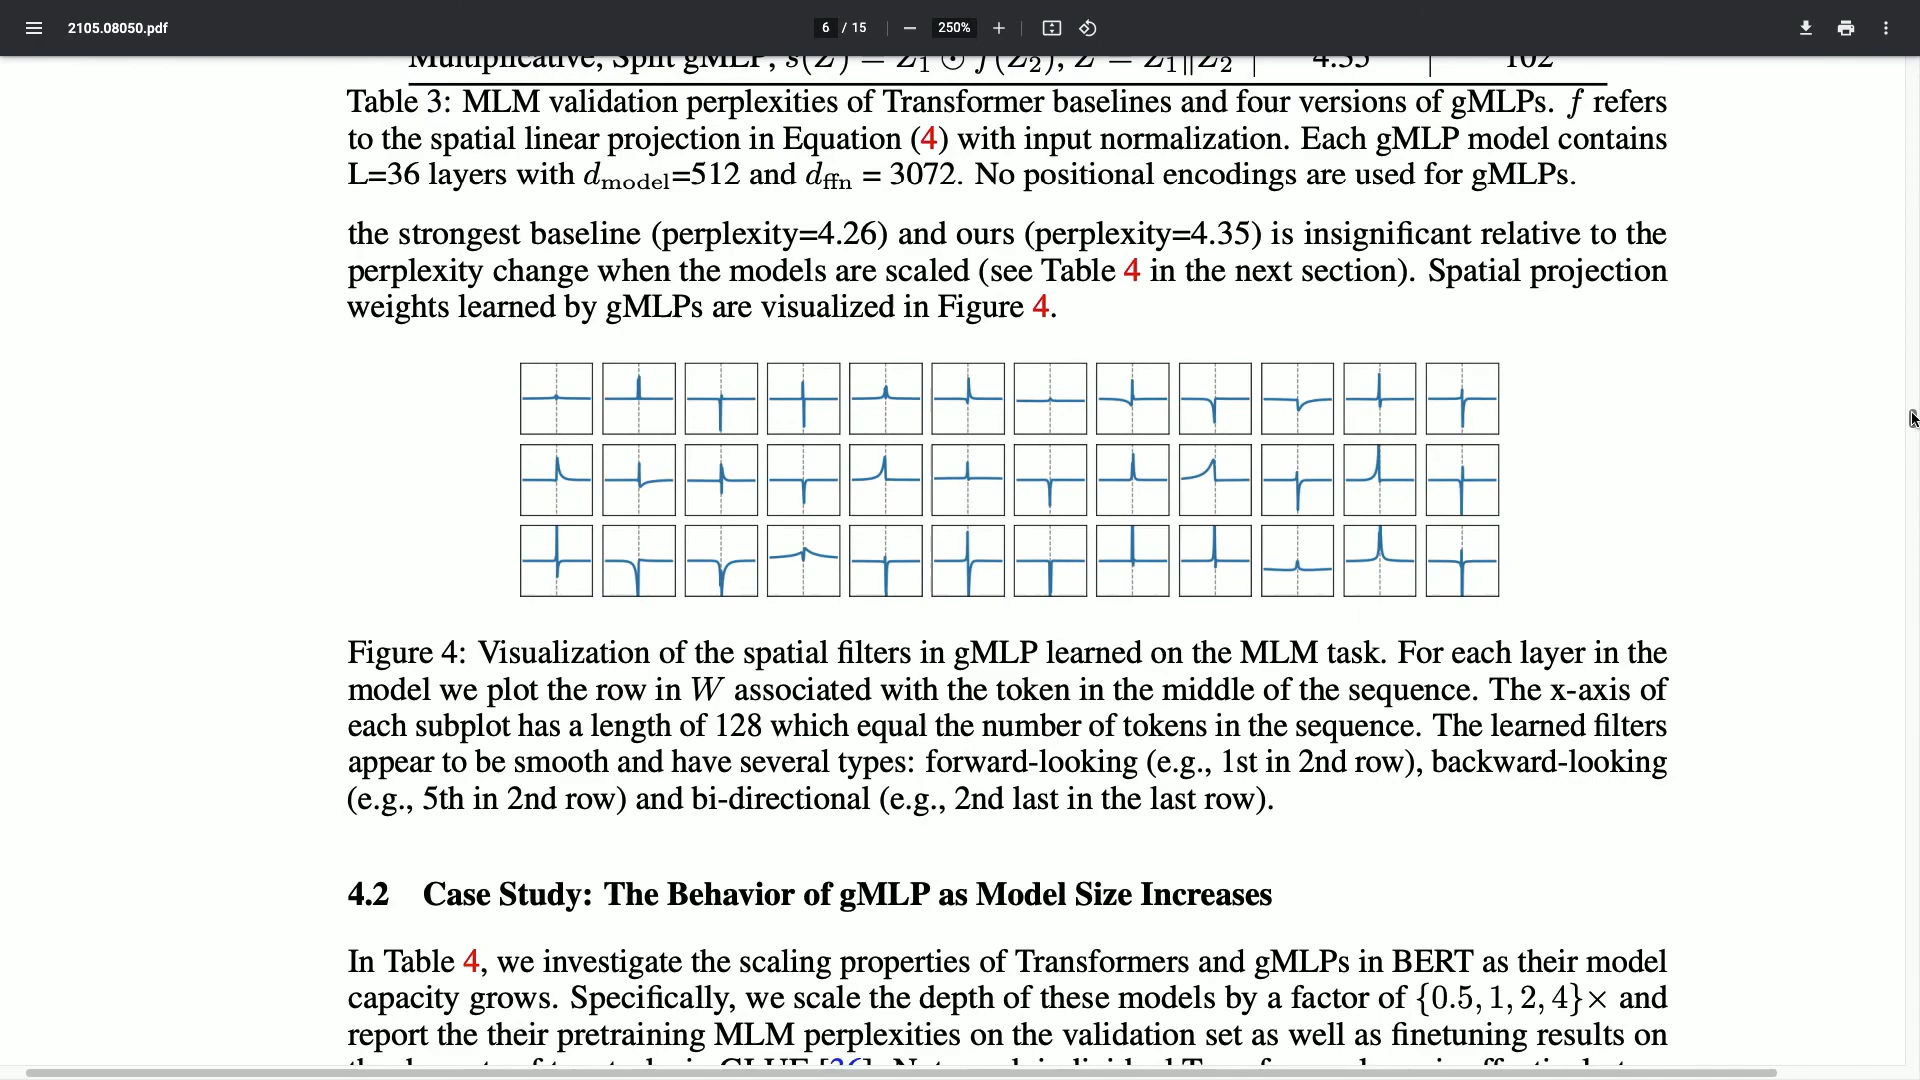 2105.08050.pdf
6 / 15
250%
Multiplicative, Split gMLP, s(Z) = Z₁ ⊙ f(Z₂), Z = Z₁||Z₂ | 4.35 | 102
Table 3: MLM validation perplexities of Transformer baselines and four versions of gMLPs. f refers
to the spatial linear projection in Equation (4) with input normalization. Each gMLP model contains
L=36 layers with d_model=512 and d_ffn = 3072. No positional encodings are used for gMLPs.
the strongest baseline (perplexity=4.26) and ours (perplexity=4.35) is insignificant relative to the
perplexity change when the models are scaled (see Table 4 in the next section). Spatial projection
weights learned by gMLPs are visualized in Figure 4.
Figure 4: Visualization of the spatial filters in gMLP learned on the MLM task. For each layer in the
model we plot the row in W associated with the token in the middle of the sequence. The x-axis of
each subplot has a length of 128 which equal the number of tokens in the sequence. The learned filters
appear to be smooth and have several types: forward-looking (e.g., 1st in 2nd row), backward-looking
(e.g., 5th in 2nd row) and bi-directional (e.g., 2nd last in the last row).
4.2 Case Study: The Behavior of gMLP as Model Size Increases
In Table 4, we investigate the scaling properties of Transformers and gMLPs in BERT as their model
capacity grows. Specifically, we scale the depth of these models by a factor of {0.5, 1, 2, 4}× and
report the their pretraining MLM perplexities on the validation set as well as finetuning results on